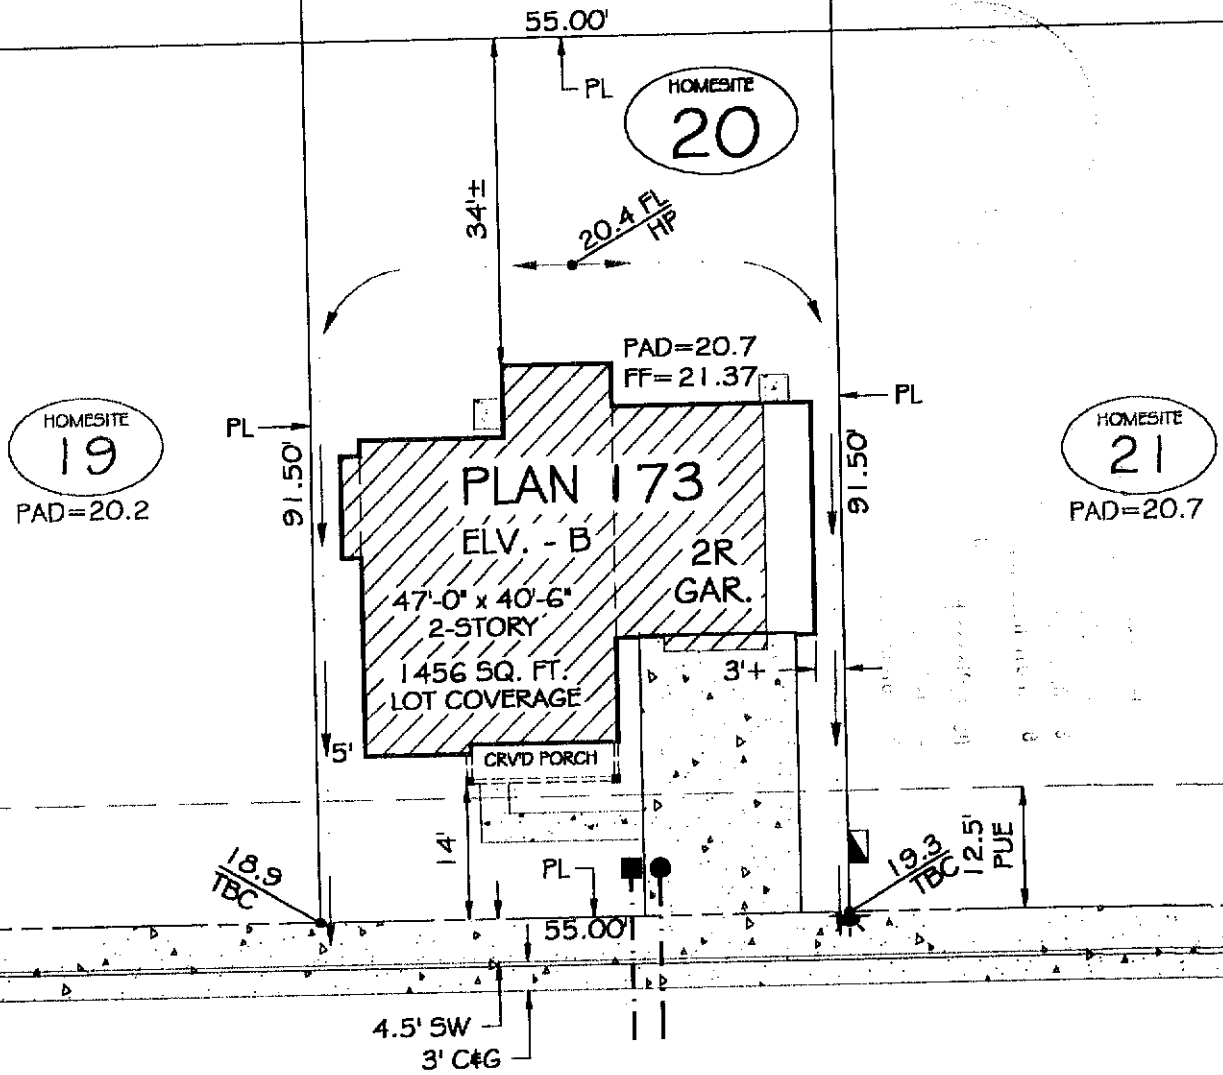 55.00'
PL
HOMESITE
20
34'±
20.4 FL
HP
PAD=20.7
FF=21.37
HOMESITE
19
PAD=20.2
PL
91.50'
PL
91.50'
HOMESITE
21
PAD=20.7
PLAN 173
ELV. - B
2R
GAR.
47'-0" x 40'-6"
2-STORY
1456 SQ. FT.
LOT COVERAGE
3'+
5'
CRV'D PORCH
14'
PL
18.9
TBC
19.3
TBC
12.5'
PUE
55.00'
4.5' SW
3' C&G